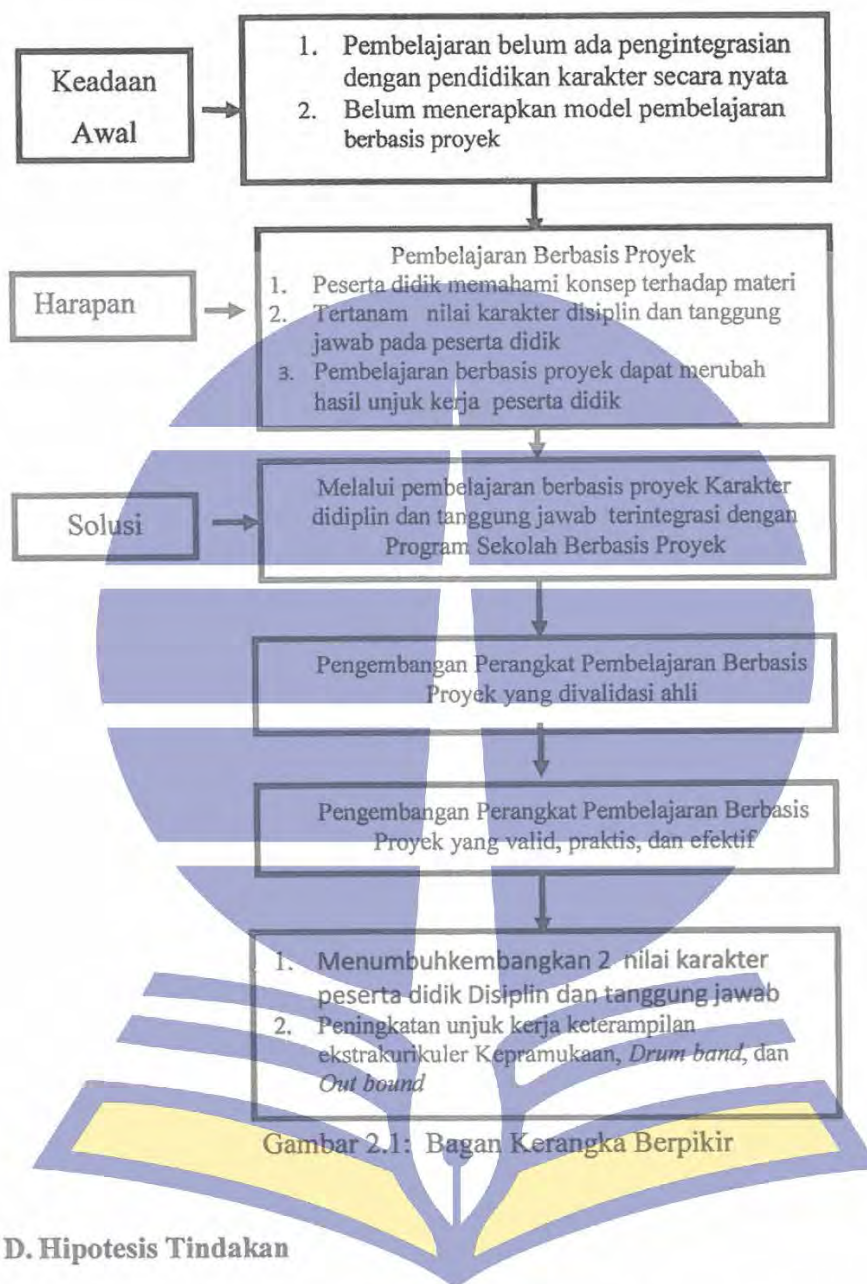 Keadaan
Awal
1. Pembelajaran belum ada pengintegrasian
dengan pendidikan karakter secara nyata
2. Belum menerapkan model pembelajaran
berbasis proyek
Harapan
Pembelajaran Berbasis Proyek
1. Peserta didik memahami konsep terhadap materi
2. Tertanam nilai karakter disiplin dan tanggung
jawab pada peserta didik
3. Pembelajaran berbasis proyek dapat merubah
hasil unjuk kerja peserta didik
Solusi
Melalui pembelajaran berbasis proyek Karakter
didiplin dan tanggung jawab terintegrasi dengan
Program Sekolah Berbasis Proyek
Pengembangan Perangkat Pembelajaran Berbasis
Proyek yang divalidasi ahli
Pengembangan Perangkat Pembelajaran Berbasis
Proyek yang valid, praktis, dan efektif
1. Menumbuhkembangkan 2 nilai karakter
peserta didik Disiplin dan tanggung jawab
2. Peningkatan unjuk kerja keterampilan
ekstrakurikuler Kepramukaan, Drum band, dan
Out bound
Gambar 2.1: Bagan Kerangka Berpikir
D. Hipotesis Tindakan